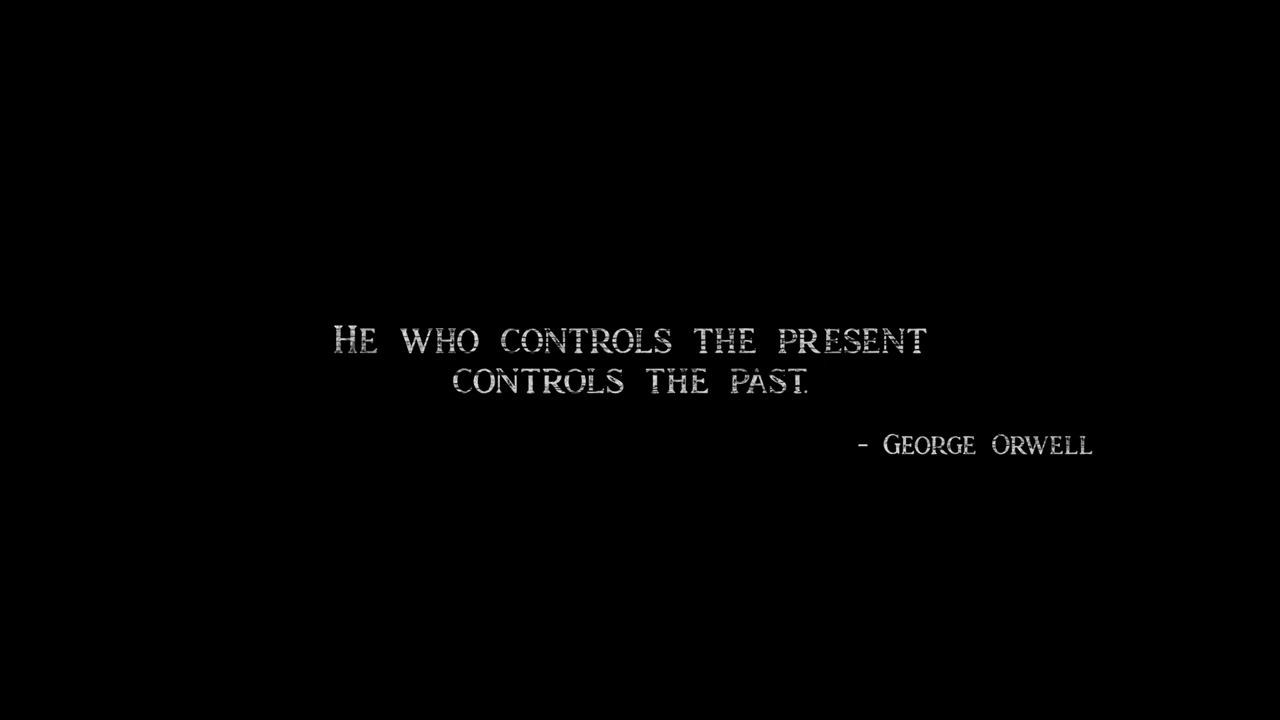 He who controls the present
controls the past.
- George Orwell